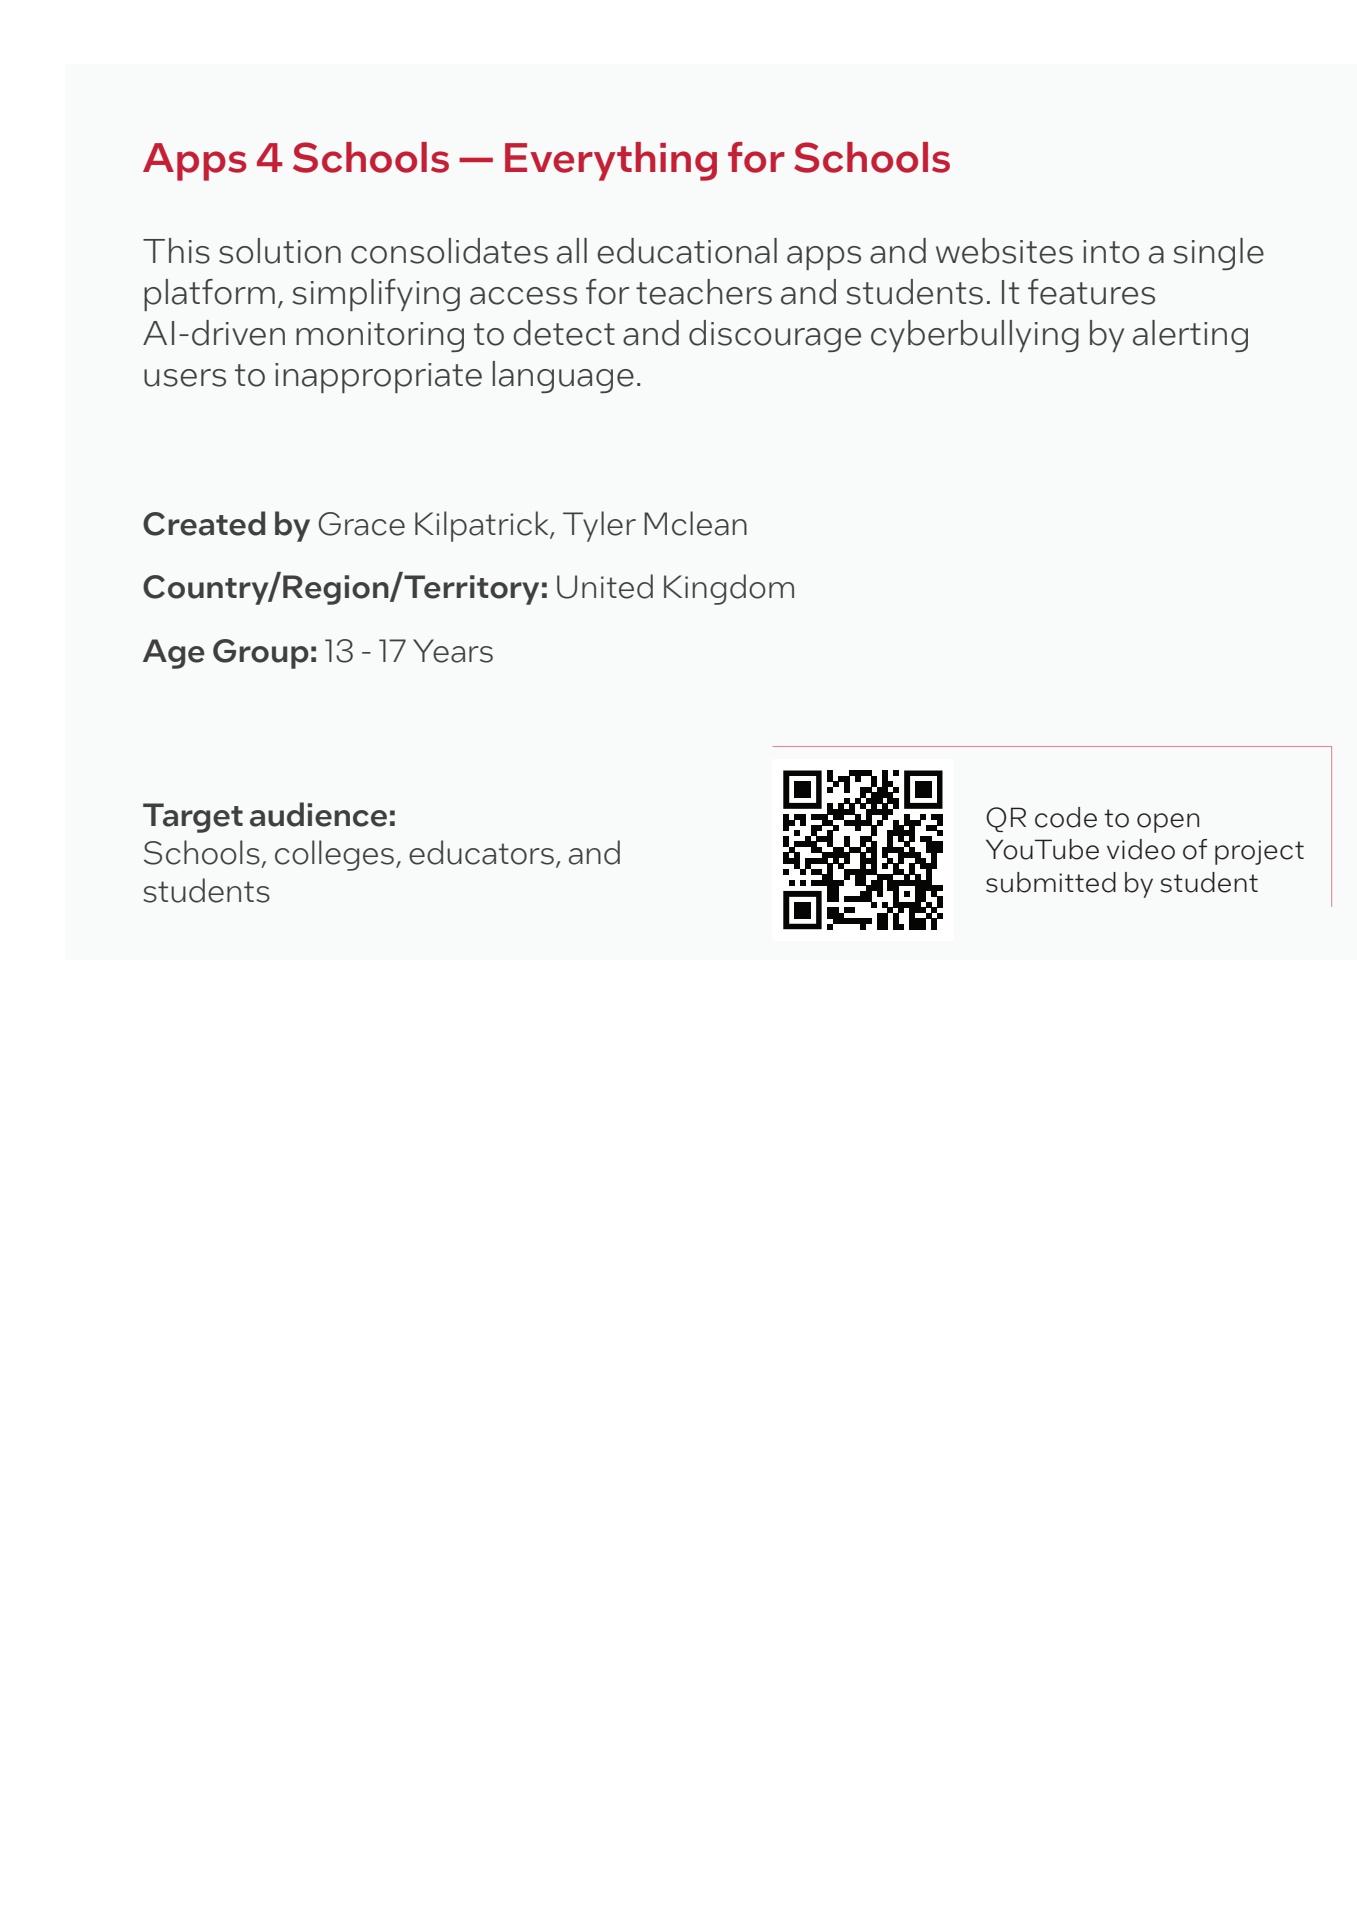 Apps 4 Schools — Everything for Schools
This solution consolidates all educational apps and websites into a single
platform, simplifying access for teachers and students. It features
AI-driven monitoring to detect and discourage cyberbullying by alerting
users to inappropriate language.
Created by Grace Kilpatrick, Tyler Mclean
Country/Region/Territory: United Kingdom
Age Group: 13 - 17 Years
Target audience:
Schools, colleges, educators, and
students
QR code to open
YouTube video of project
submitted by student